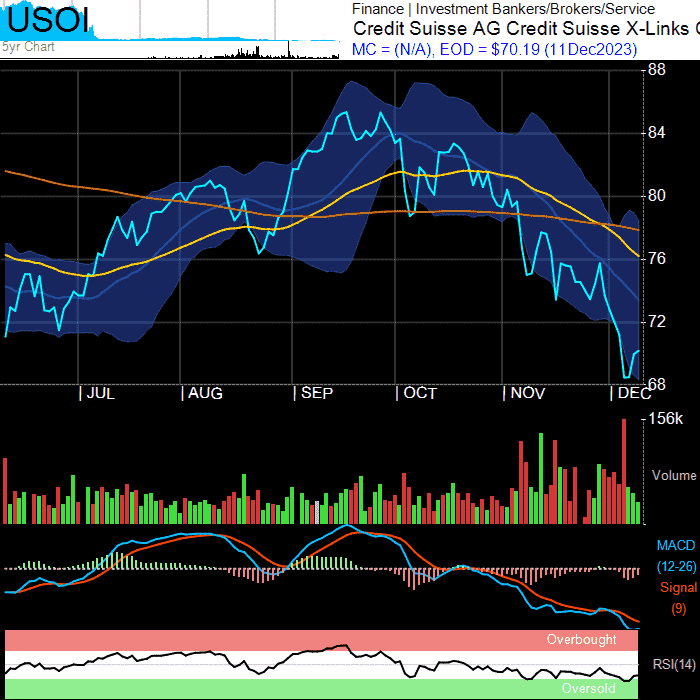 USOI
5yr Chart
Finance | Investment Bankers/Brokers/Service
Credit Suisse AG Credit Suisse X-Links
MC = (N/A), EOD = $70.19 (11Dec2023)
88
84
80
76
72
68
JUL AUG SEP OCT NOV DEC
156k
Volume
MACD
(12-26)
Signal
(9)
Overbought
RSI(14)
Oversold